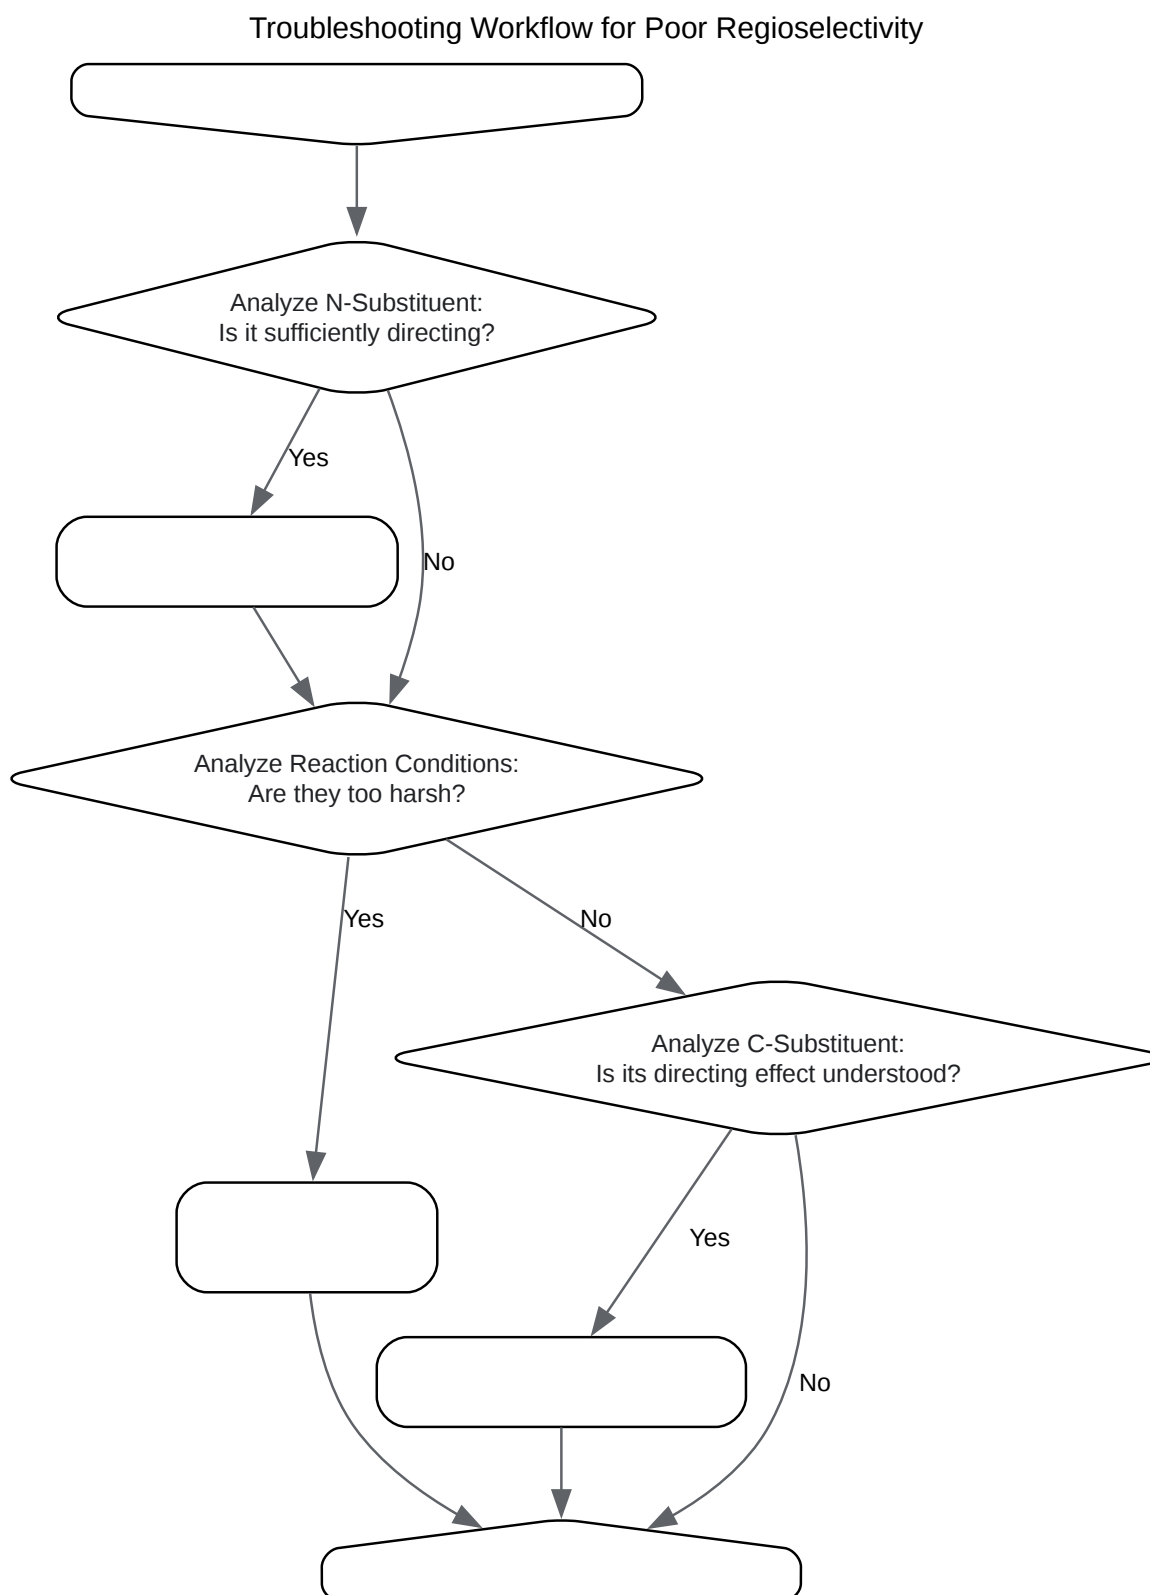 Troubleshooting Workflow for Poor Regioselectivity
Analyze N-Substituent:
Is it sufficiently directing?
Yes
No
Analyze Reaction Conditions:
Are they too harsh?
Yes
No
Analyze C-Substituent:
Is its directing effect understood?
Yes
No